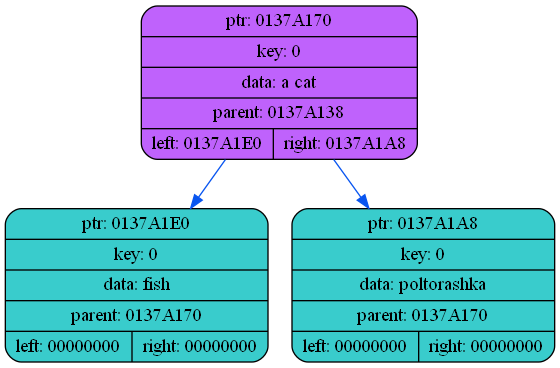 ptr: 0137A170
key: 0
data: a cat
parent: 0137A138
left: 0137A1E0 right: 0137A1A8
ptr: 0137A1E0
key: 0
data: fish
parent: 0137A170
left: 00000000 right: 00000000
ptr: 0137A1A8
key: 0
data: poltorashka
parent: 0137A170
left: 00000000 right: 00000000